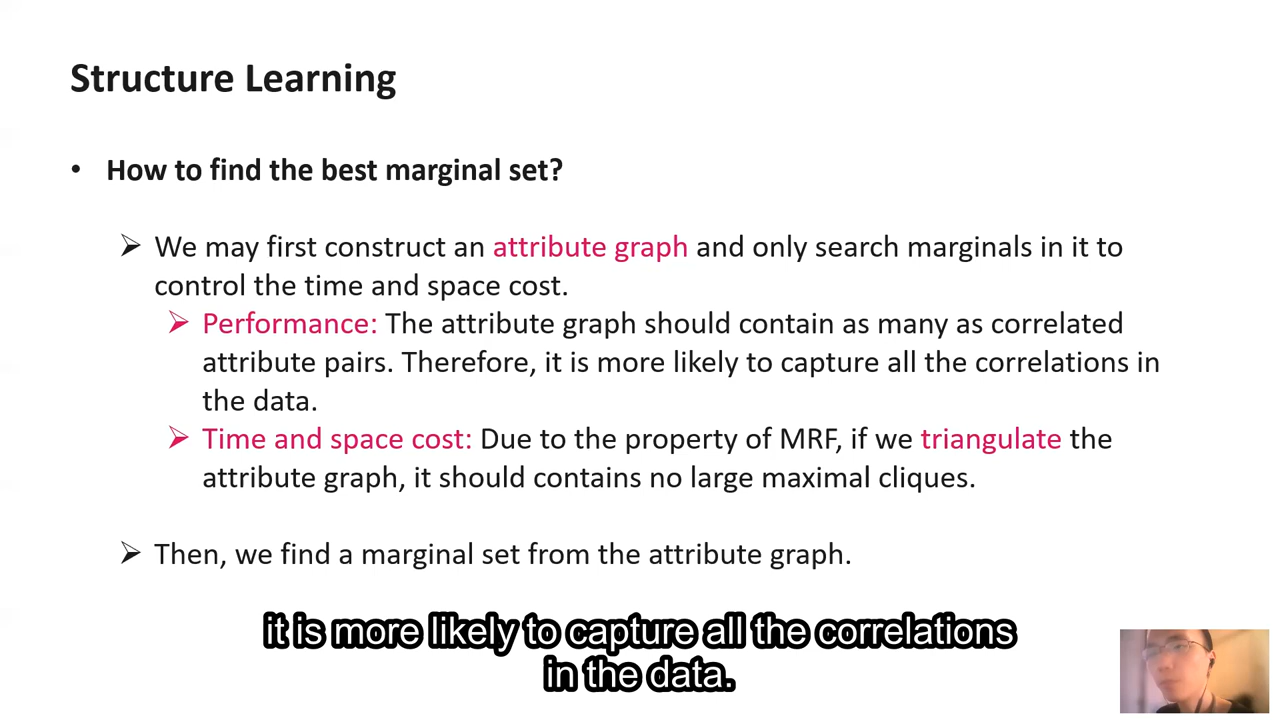 Structure Learning
• How to find the best marginal set?
➢ We may first construct an attribute graph and only search marginals in it to
control the time and space cost.
➢ Performance: The attribute graph should contain as many as correlated
attribute pairs. Therefore, it is more likely to capture all the correlations in
the data.
➢ Time and space cost: Due to the property of MRF, if we triangulate the
attribute graph, it should contains no large maximal cliques.
➢ Then, we find a marginal set from the attribute graph.
it is more likely to capture all the correlations
in the data.